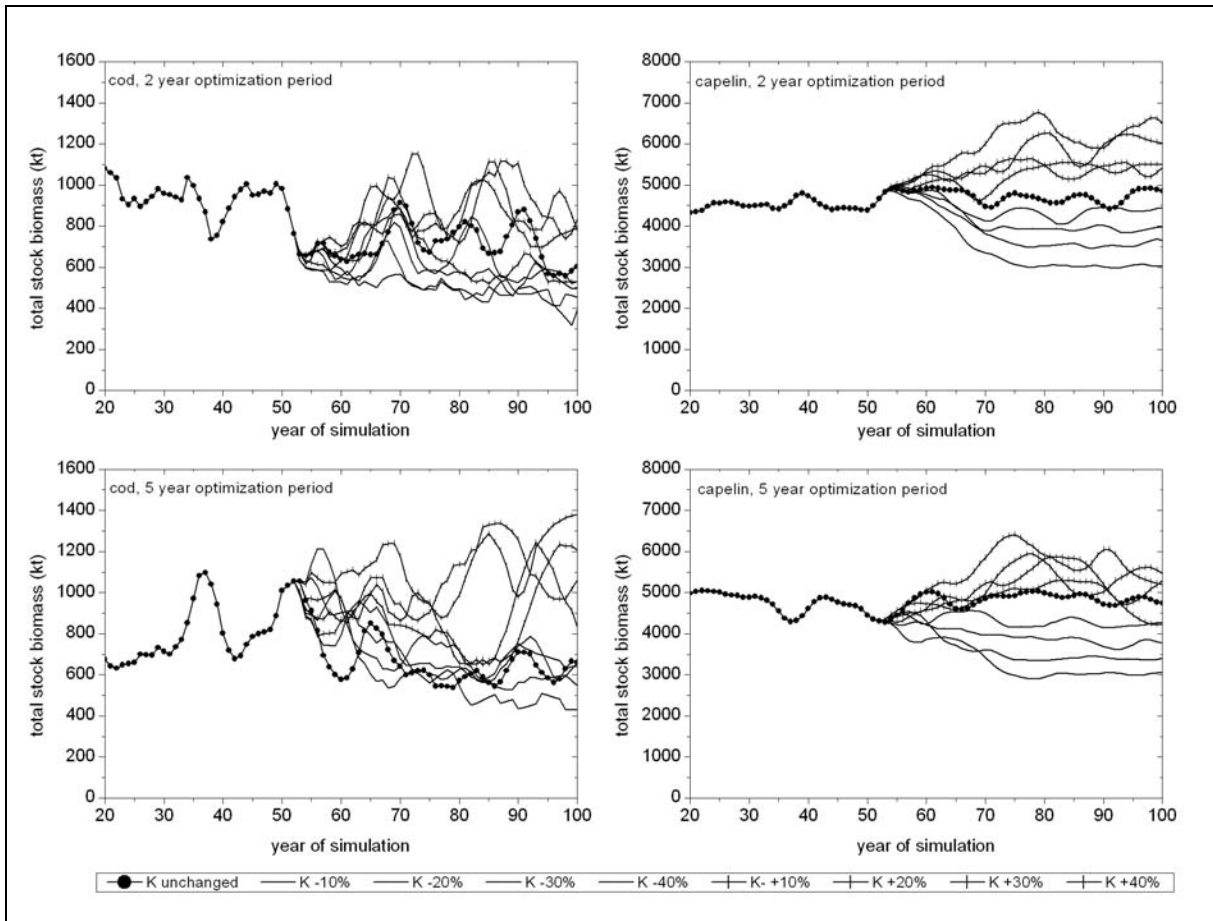 cod, 2 year optimization period
total stock biomass (kt)
1600
1400
1200
1000
800
600
400
200
0
20 30 40 50 60 70 80 90 100
year of simulation
capelin, 2 year optimization period
total stock biomass (kt)
8000
7000
6000
5000
4000
3000
2000
1000
0
20 30 40 50 60 70 80 90 100
year of simulation
cod, 5 year optimization period
total stock biomass (kt)
1600
1400
1200
1000
800
600
400
200
0
20 30 40 50 60 70 80 90 100
year of simulation
capelin, 5 year optimization period
total stock biomass (kt)
8000
7000
6000
5000
4000
3000
2000
1000
0
20 30 40 50 60 70 80 90 100
year of simulation
K unchanged K -10% K -20% K -30% K -40% K- +10% K +20% K +30% K +40%